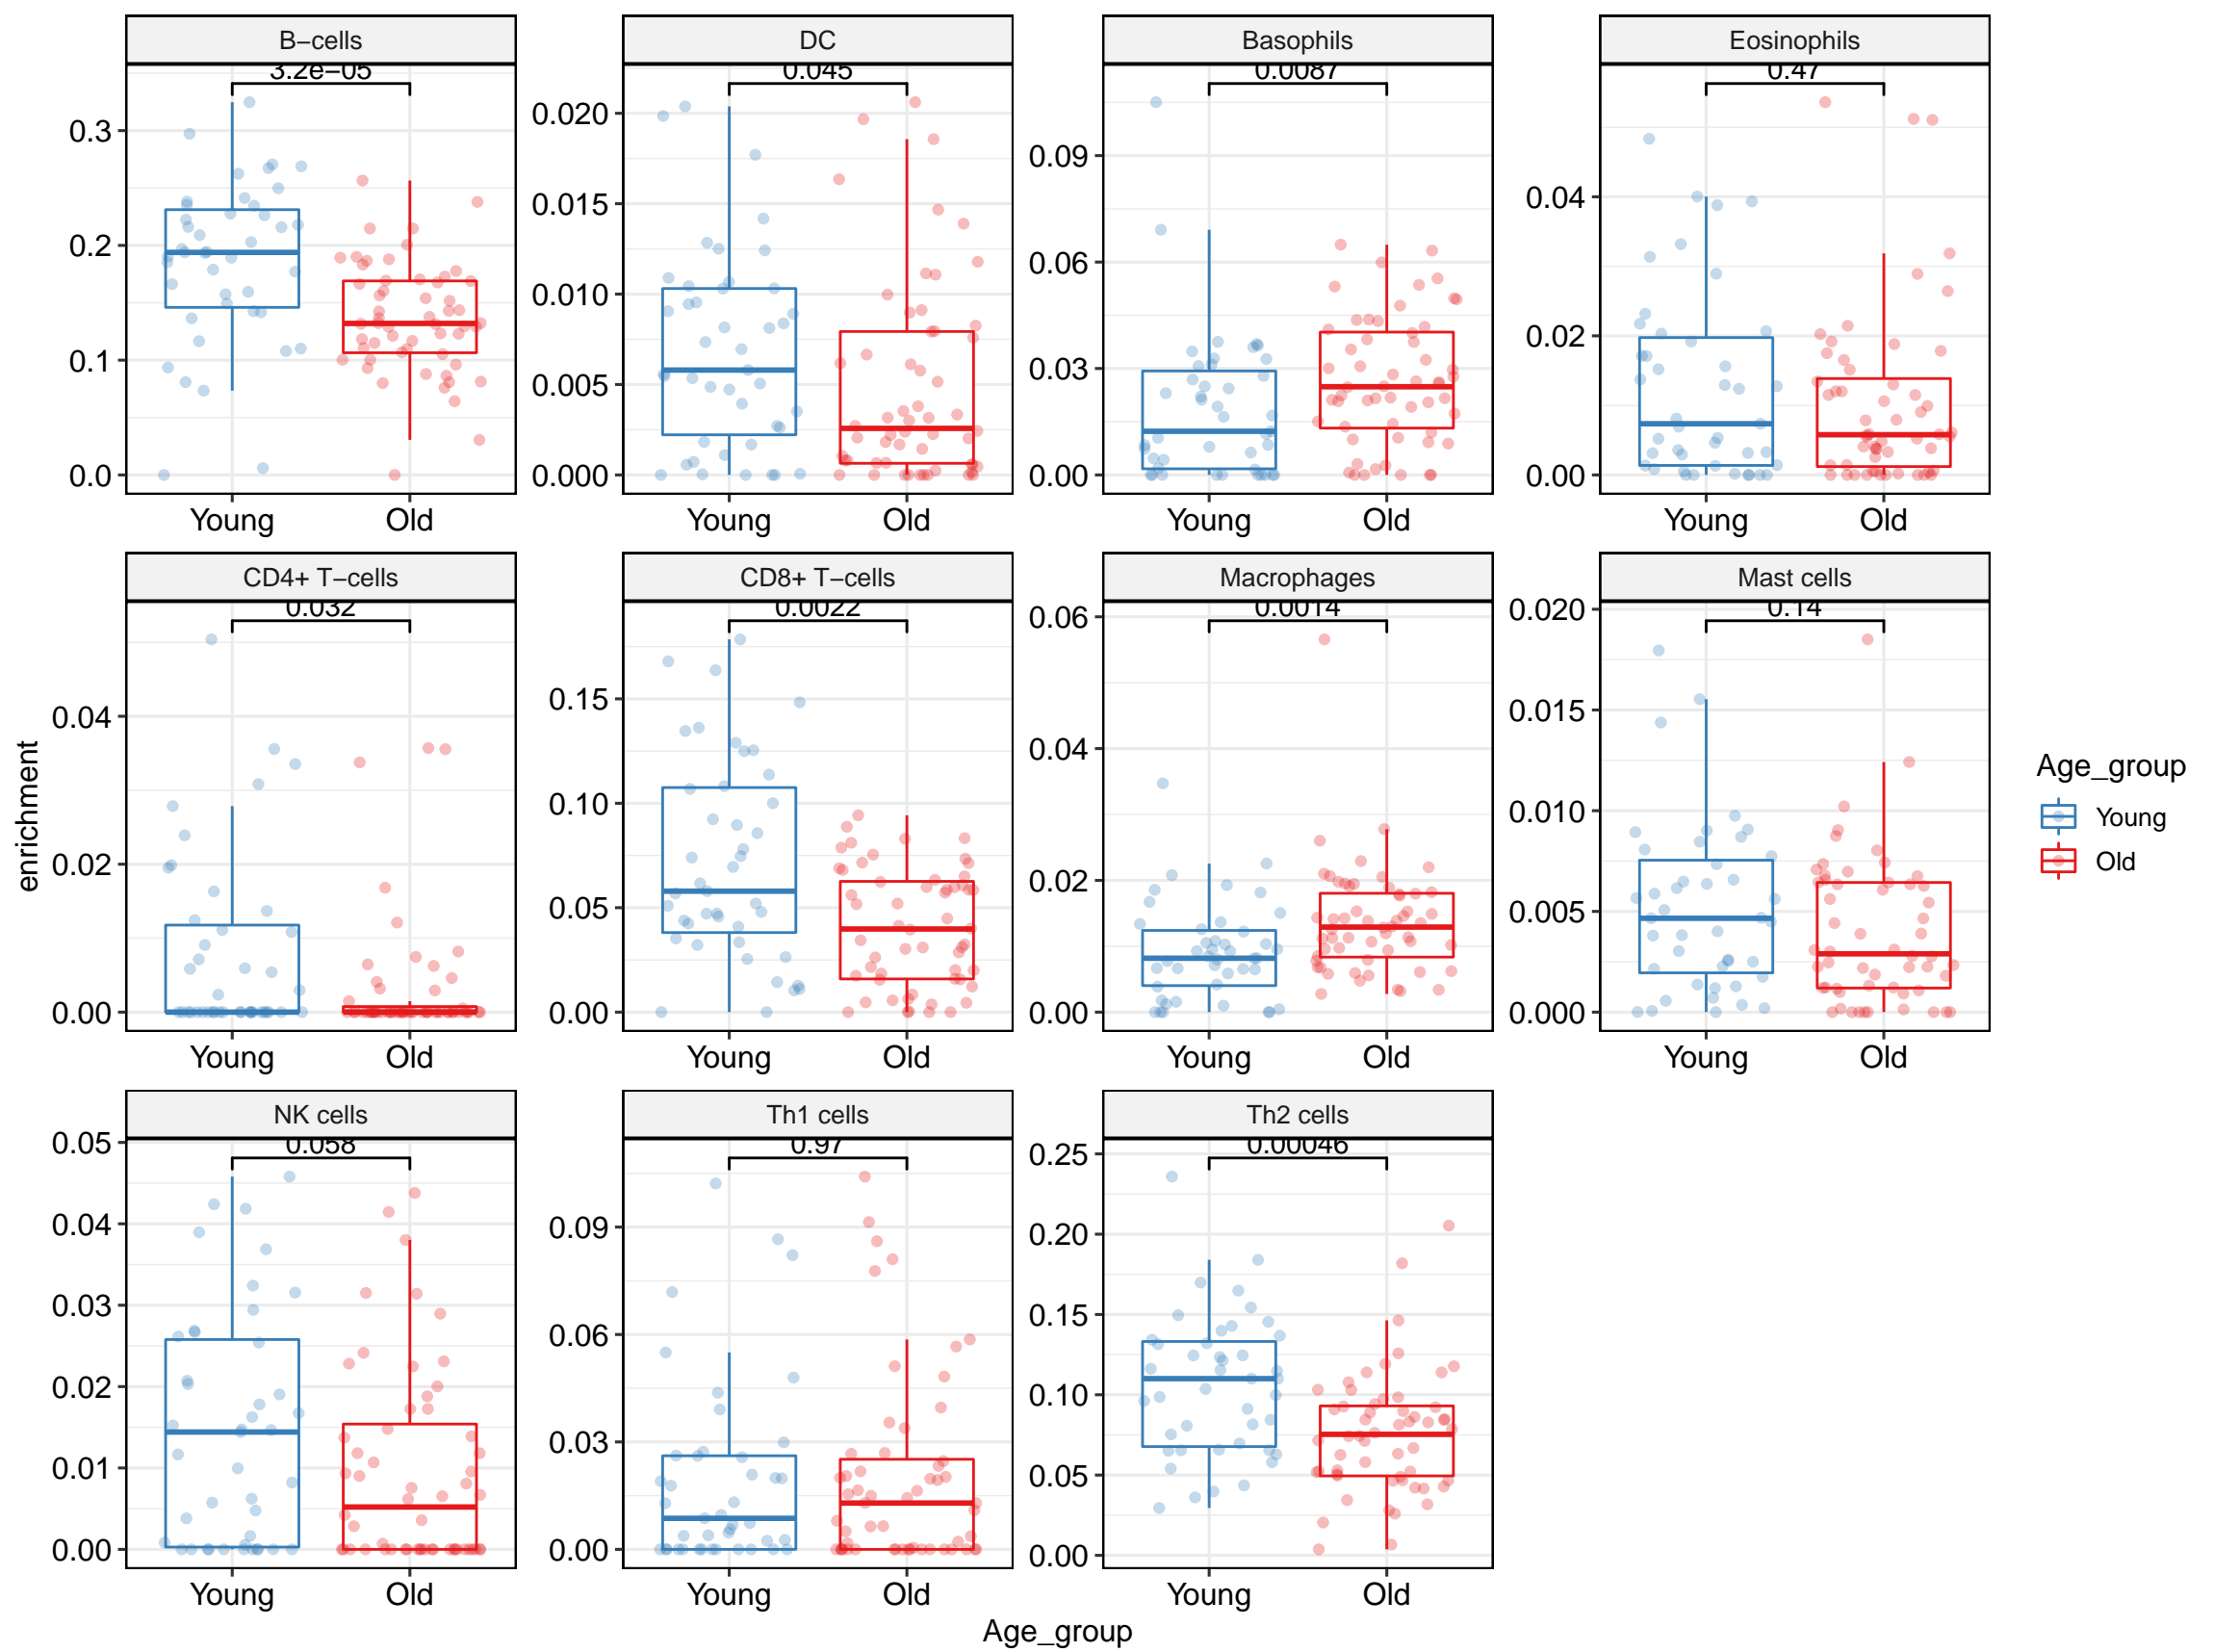 B−cells
DC
Basophils
Eosinophils
3.2e−05
0.045
0.0087
0.47
0.3
0.2
0.1
0.0
0.020
0.015
0.010
0.005
0.000
0.09
0.06
0.03
0.00
0.04
0.02
0.00
Young Old
Young Old
Young Old
Young Old
CD4+ T−cells
CD8+ T−cells
Macrophages
Mast cells
0.032
0.0022
0.0014
0.14
0.04
0.02
0.00
0.15
0.10
0.05
0.00
0.06
0.04
0.02
0.00
0.020
0.015
0.010
0.005
0.000
Young Old
Young Old
Young Old
Young Old
NK cells
Th1 cells
Th2 cells
0.058
0.97
0.00046
0.05
0.04
0.03
0.02
0.01
0.00
0.09
0.06
0.03
0.00
0.25
0.20
0.15
0.10
0.05
0.00
Young Old
Young Old
Young Old
enrichment
Age_group
Age_group
Young
Old